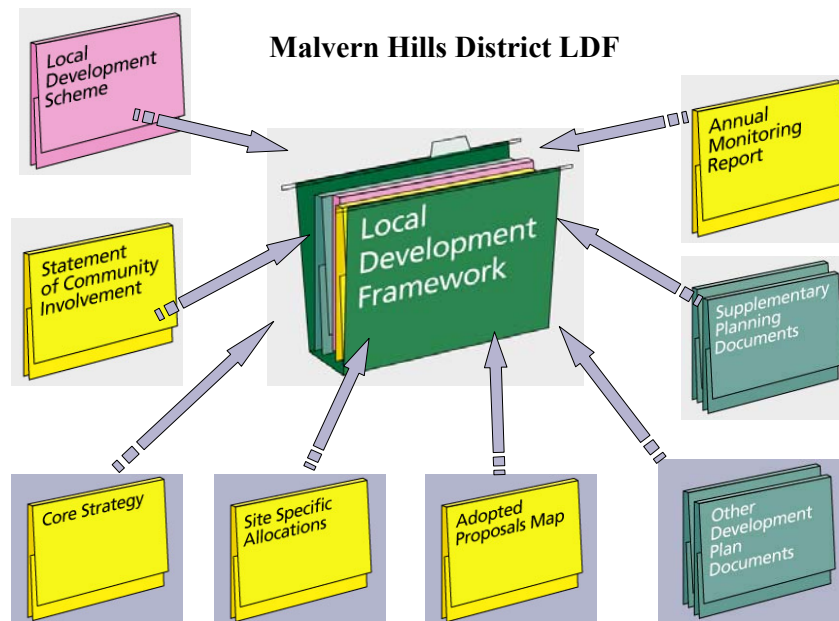 Malvern Hills District LDF
Local
Development
Scheme
Annual
Monitoring
Report
Local
Development
Framework
Statement
of Community
Involvement
Supplementary
Planning
Documents
Core Strategy
Site Specific
Allocations
Adopted
Proposals Map
Other
Development
Plan
Documents